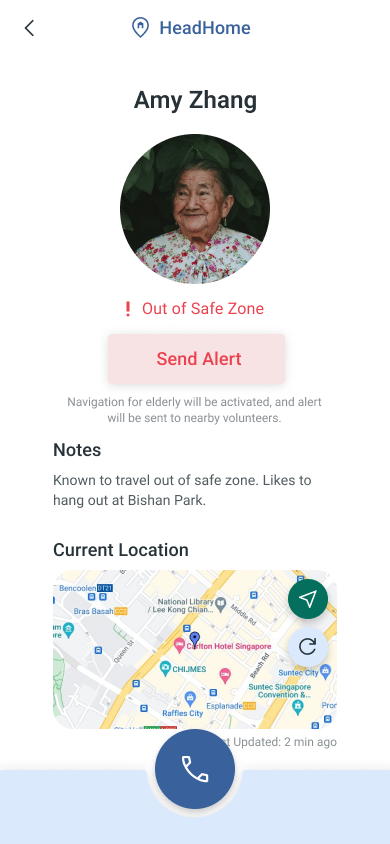 HeadHome
Amy Zhang
Out of Safe Zone
Send Alert
Navigation for elderly will be activated, and alert
will be sent to nearby volunteers.
Notes
Known to travel out of safe zone. Likes to
hang out at Bishan Park.
Current Location
Bencoolen DT21
Bras Basah
National Library
/ Lee Kong Chian...
Middle Rd
Queen St
Carlton Hotel Singapore
Beach Rd
CHIJMES
Suntec City
Suntec Singapore
Convention &...
Esplanade
Raffles City
City Hall
Promenade
t Updated: 2 min ago